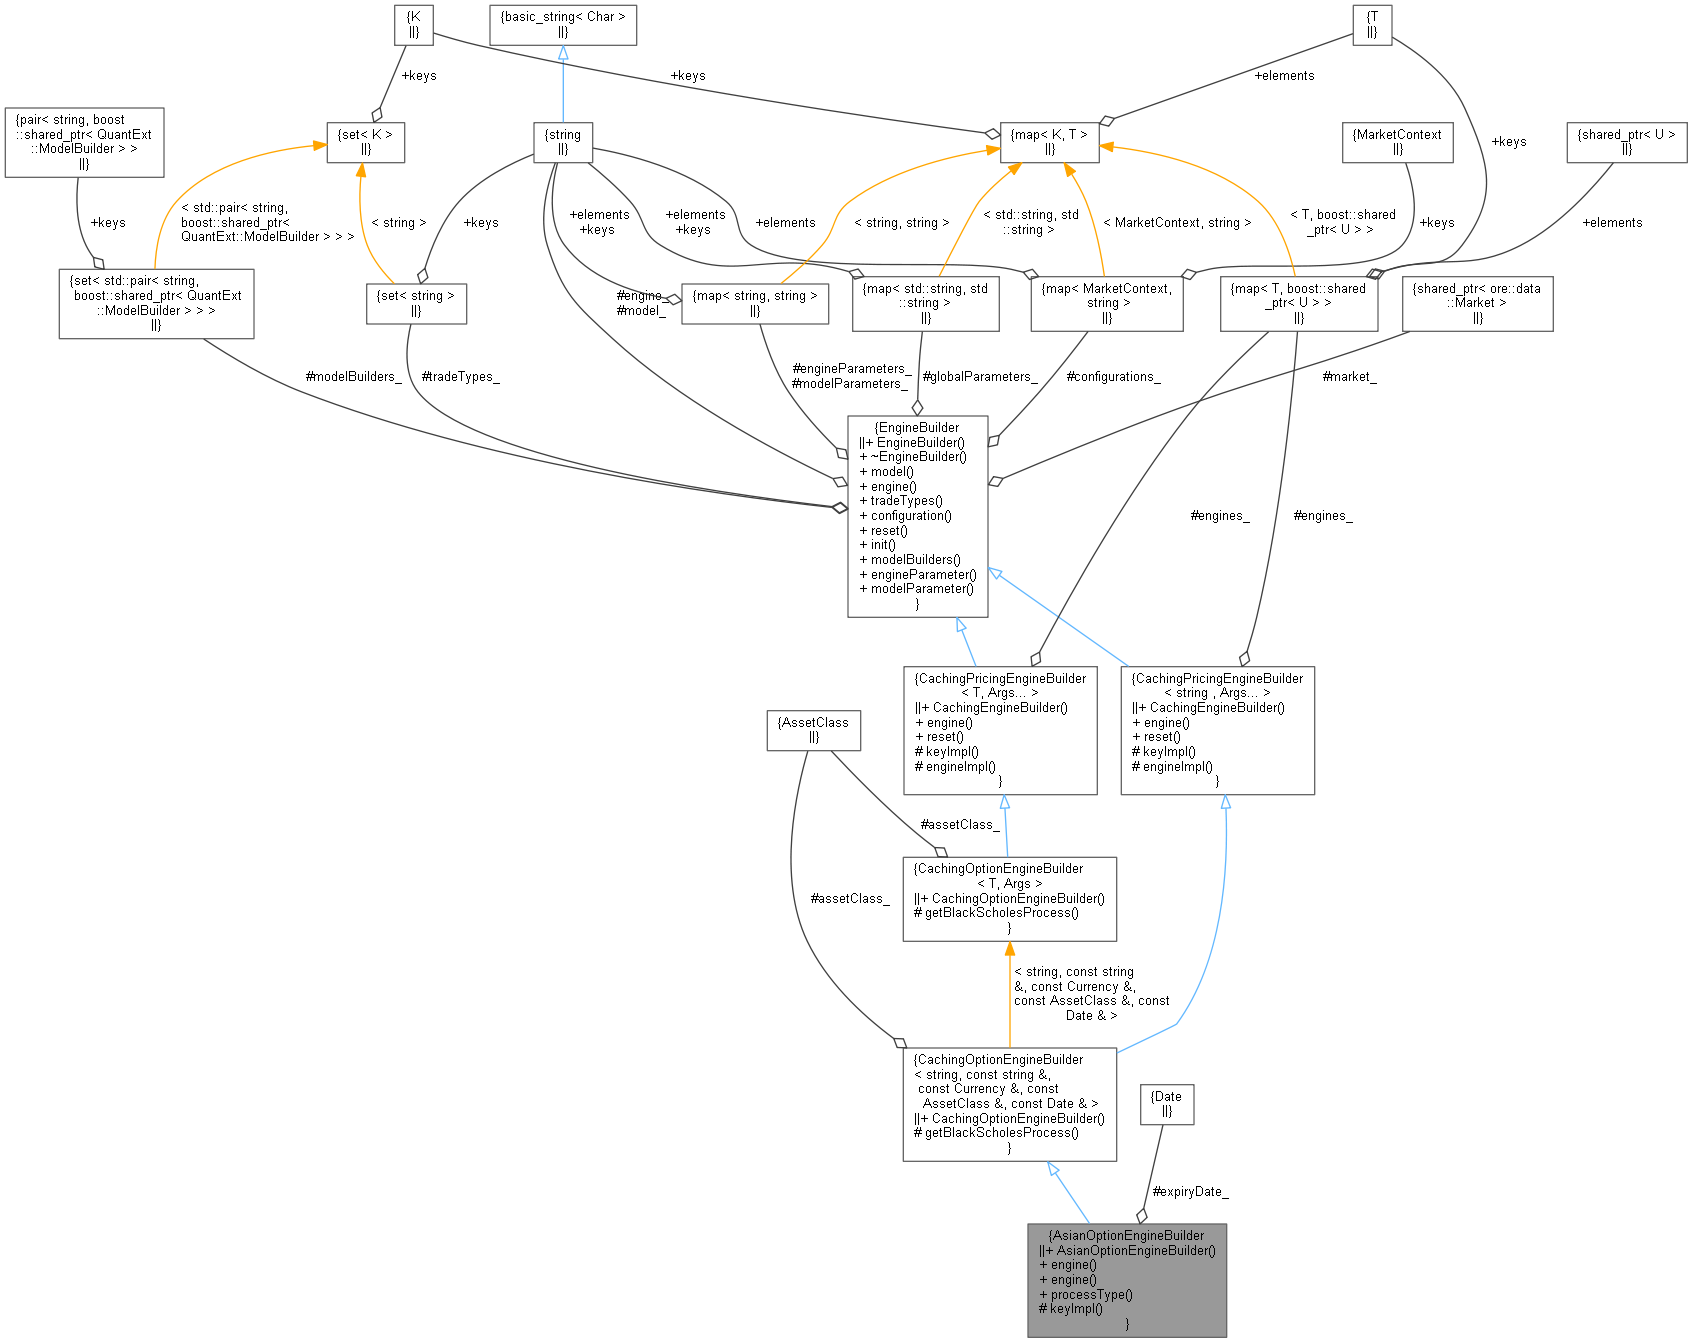 {K
||}
{basic_string< Char >
||}
{T
||}
+keys
+keys
+elements
{pair< string, boost
::shared_ptr< QuantExt
::ModelBuilder > >
||}
{set< K >
||}
{string
||}
{map< K, T >
||}
{MarketContext
||}
{shared_ptr< U >
||}
+keys
+keys
< std::pair< string,
boost::shared_ptr<
QuantExt::ModelBuilder > > >
< string >
+keys
+elements
+keys
+elements
+keys
+elements
< string, string >
< std::string, std
::string >
< MarketContext, string >
< T, boost::shared
_ptr< U > >
+keys
+elements
{set< std::pair< string,
boost::shared_ptr< QuantExt
::ModelBuilder > > >
||}
{set< string >
||}
#engine_
#model_
{map< string, string >
||}
{map< std::string, std
::string >
||}
{map< MarketContext,
string >
||}
{map< T, boost::shared
_ptr< U > >
||}
{shared_ptr< ore::data
::Market >
||}
#modelBuilders_
#tradeTypes_
#engineParameters_
#modelParameters_
#globalParameters_
#configurations_
#market_
{EngineBuilder
||+ EngineBuilder()
+ ~EngineBuilder()
+ model()
+ engine()
+ tradeTypes()
+ configuration()
+ reset()
+ init()
+ modelBuilders()
+ engineParameter()
+ modelParameter()
}
#engines_
#engines_
{CachingPricingEngineBuilder
< T, Args... >
||+ CachingEngineBuilder()
+ engine()
+ reset()
# keyImpl()
# engineImpl()
}
{CachingPricingEngineBuilder
< string , Args... >
||+ CachingEngineBuilder()
+ engine()
+ reset()
# keyImpl()
# engineImpl()
}
{AssetClass
||}
#assetClass_
#assetClass_
{CachingOptionEngineBuilder
< T, Args >
||+ CachingOptionEngineBuilder()
# getBlackScholesProcess()
}
< string, const string
&, const Currency &,
const AssetClass &, const
Date & >
{CachingOptionEngineBuilder
< string, const string &,
const Currency &, const
AssetClass &, const Date & >
||+ CachingOptionEngineBuilder()
# getBlackScholesProcess()
}
{Date
||}
#expiryDate_
{AsianOptionEngineBuilder
||+ AsianOptionEngineBuilder()
+ engine()
+ engine()
+ processType()
# keyImpl()
}